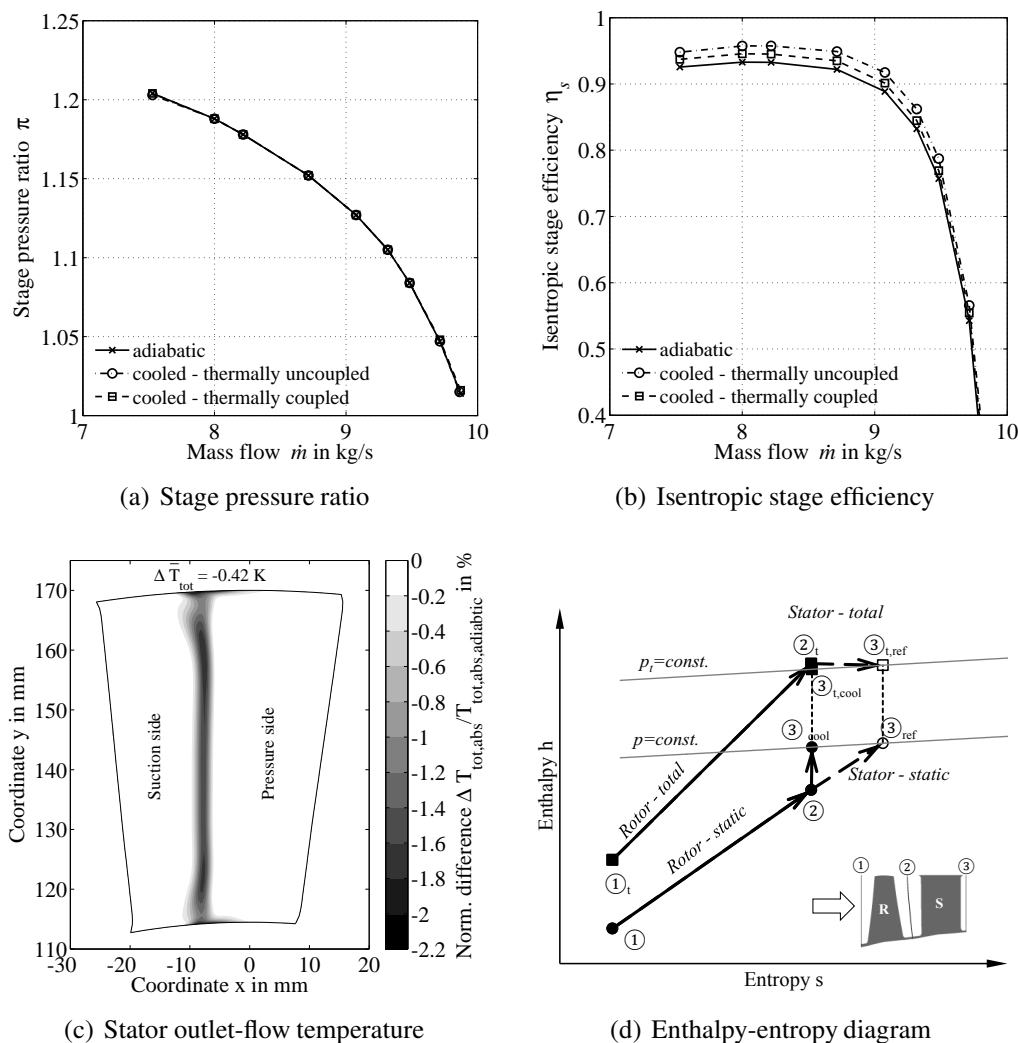 1.25
1.2
1.15
1.1
1.05
1
7
8
9
10
Stage pressure ratio π
Mass flow ṁ in kg/s
adiabatic
cooled - thermally uncoupled
cooled - thermally coupled
(a) Stage pressure ratio
1
0.9
0.8
0.7
0.6
0.5
0.4
7
8
9
10
Isentropic stage efficiency ηs
Mass flow ṁ in kg/s
adiabatic
cooled - thermally uncoupled
cooled - thermally coupled
(b) Isentropic stage efficiency
Δ T̅tot = -0.42 K
170
160
150
140
130
120
110
-30
-20
-10
0
10
20
Coordinate y in mm
Coordinate x in mm
Suction side
Pressure side
0
-0.2
-0.4
-0.6
-0.8
-1
-1.2
-1.4
-1.6
-1.8
-2
-2.2
Norm. difference Δ Ttot,abs/Ttot,abs,adiabtic in %
(c) Stator outlet-flow temperature
Stator - total
②t
③t,ref
pt=const.
③t,cool
③cool
③ref
p=const.
Stator - static
②
Rotor - total
Rotor - static
①t
①
① ② ③
R S
Enthalpy h
Entropy s
(d) Enthalpy-entropy diagram